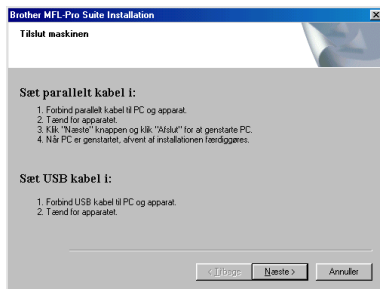 Brother MFL-Pro Suite Installation
Tilslut maskinen
Sæt parallelt kabel i:
1. Forbind parallelt kabel til PC og apparat.
2. Tænd for apparatet.
3. Klik "Næste" knappen og klik "Afslut" for at genstarte PC.
4. Når PC er genstartet, afvent af installationen færdiggøres.
Sæt USB kabel i:
1. Forbind USB kabel til PC og apparat.
2. Tænd for apparatet.
< Tilbage Næste > Annuller